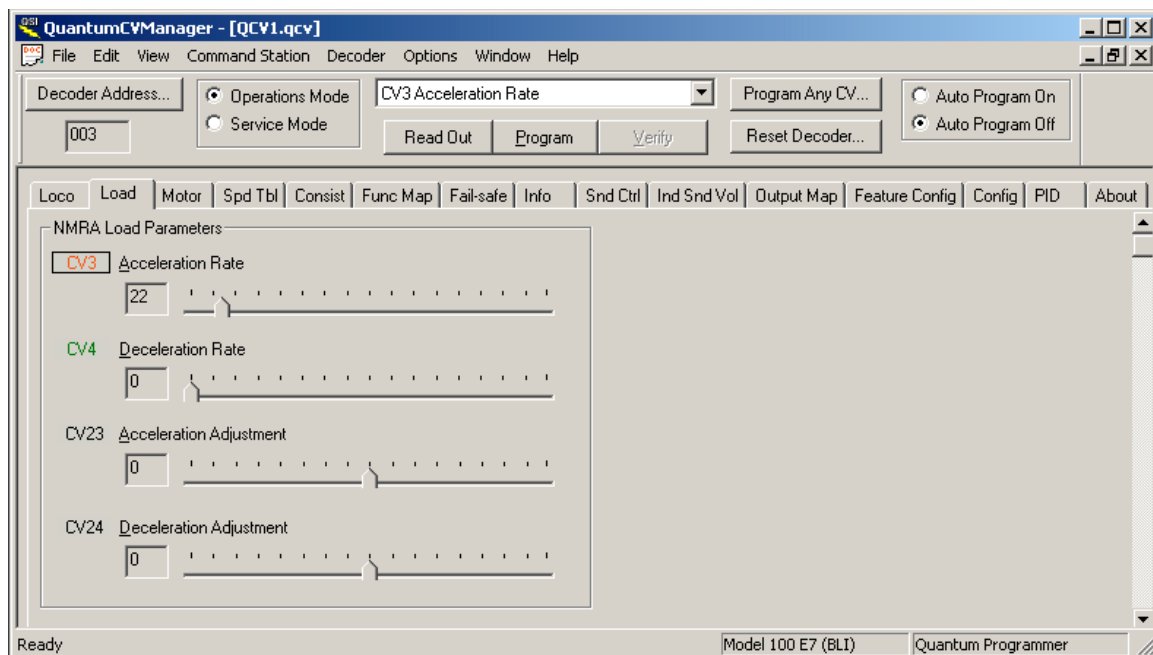 QSI QuantumCVManager - [QCV1.qcv]
DOC File Edit View Command Station Decoder Options Window Help
Decoder Address...
003
Operations Mode
Service Mode
CV3 Acceleration Rate
Read Out Program Verify
Program Any CV...
Reset Decoder...
Auto Program On
Auto Program Off
Loco Load Motor Spd Tbl Consist Func Map Fail-safe Info Snd Ctrl Ind Snd Vol Output Map Feature Config Config PID About
NMRA Load Parameters
CV3 Acceleration Rate
22
CV4 Deceleration Rate
0
CV23 Acceleration Adjustment
0
CV24 Deceleration Adjustment
0
Ready Model 100 E7 (BLI) Quantum Programmer